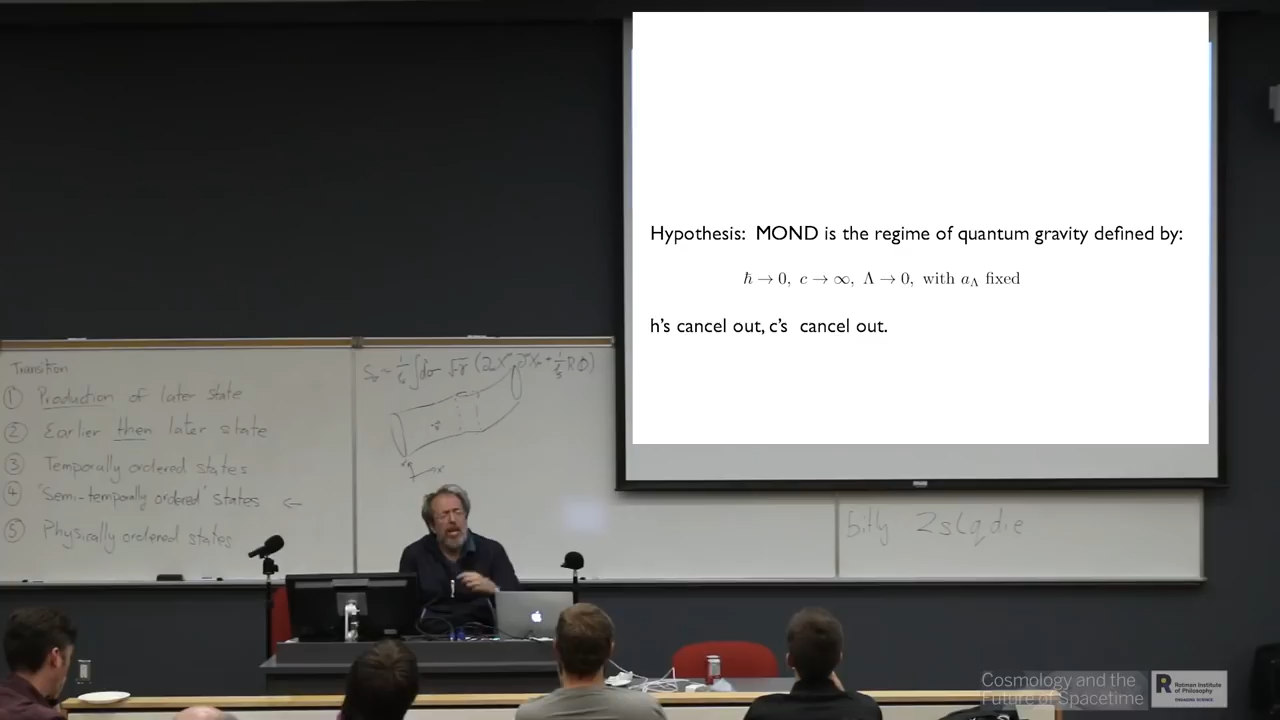 Hypothesis: MOND is the regime of quantum gravity defined by:
ħ → 0, c → ∞, Λ → 0, with a_Λ fixed
h's cancel out, c's cancel out.
Transition
① Production of later state
② Earlier then later state
③ Temporally ordered states
④ 'Semi-temporally ordered' states ←
⑤ Physically ordered states
Cosmology and the
Future of Spacetime
R Rotman Institute
of Philosophy
ENGAGING SCIENCE